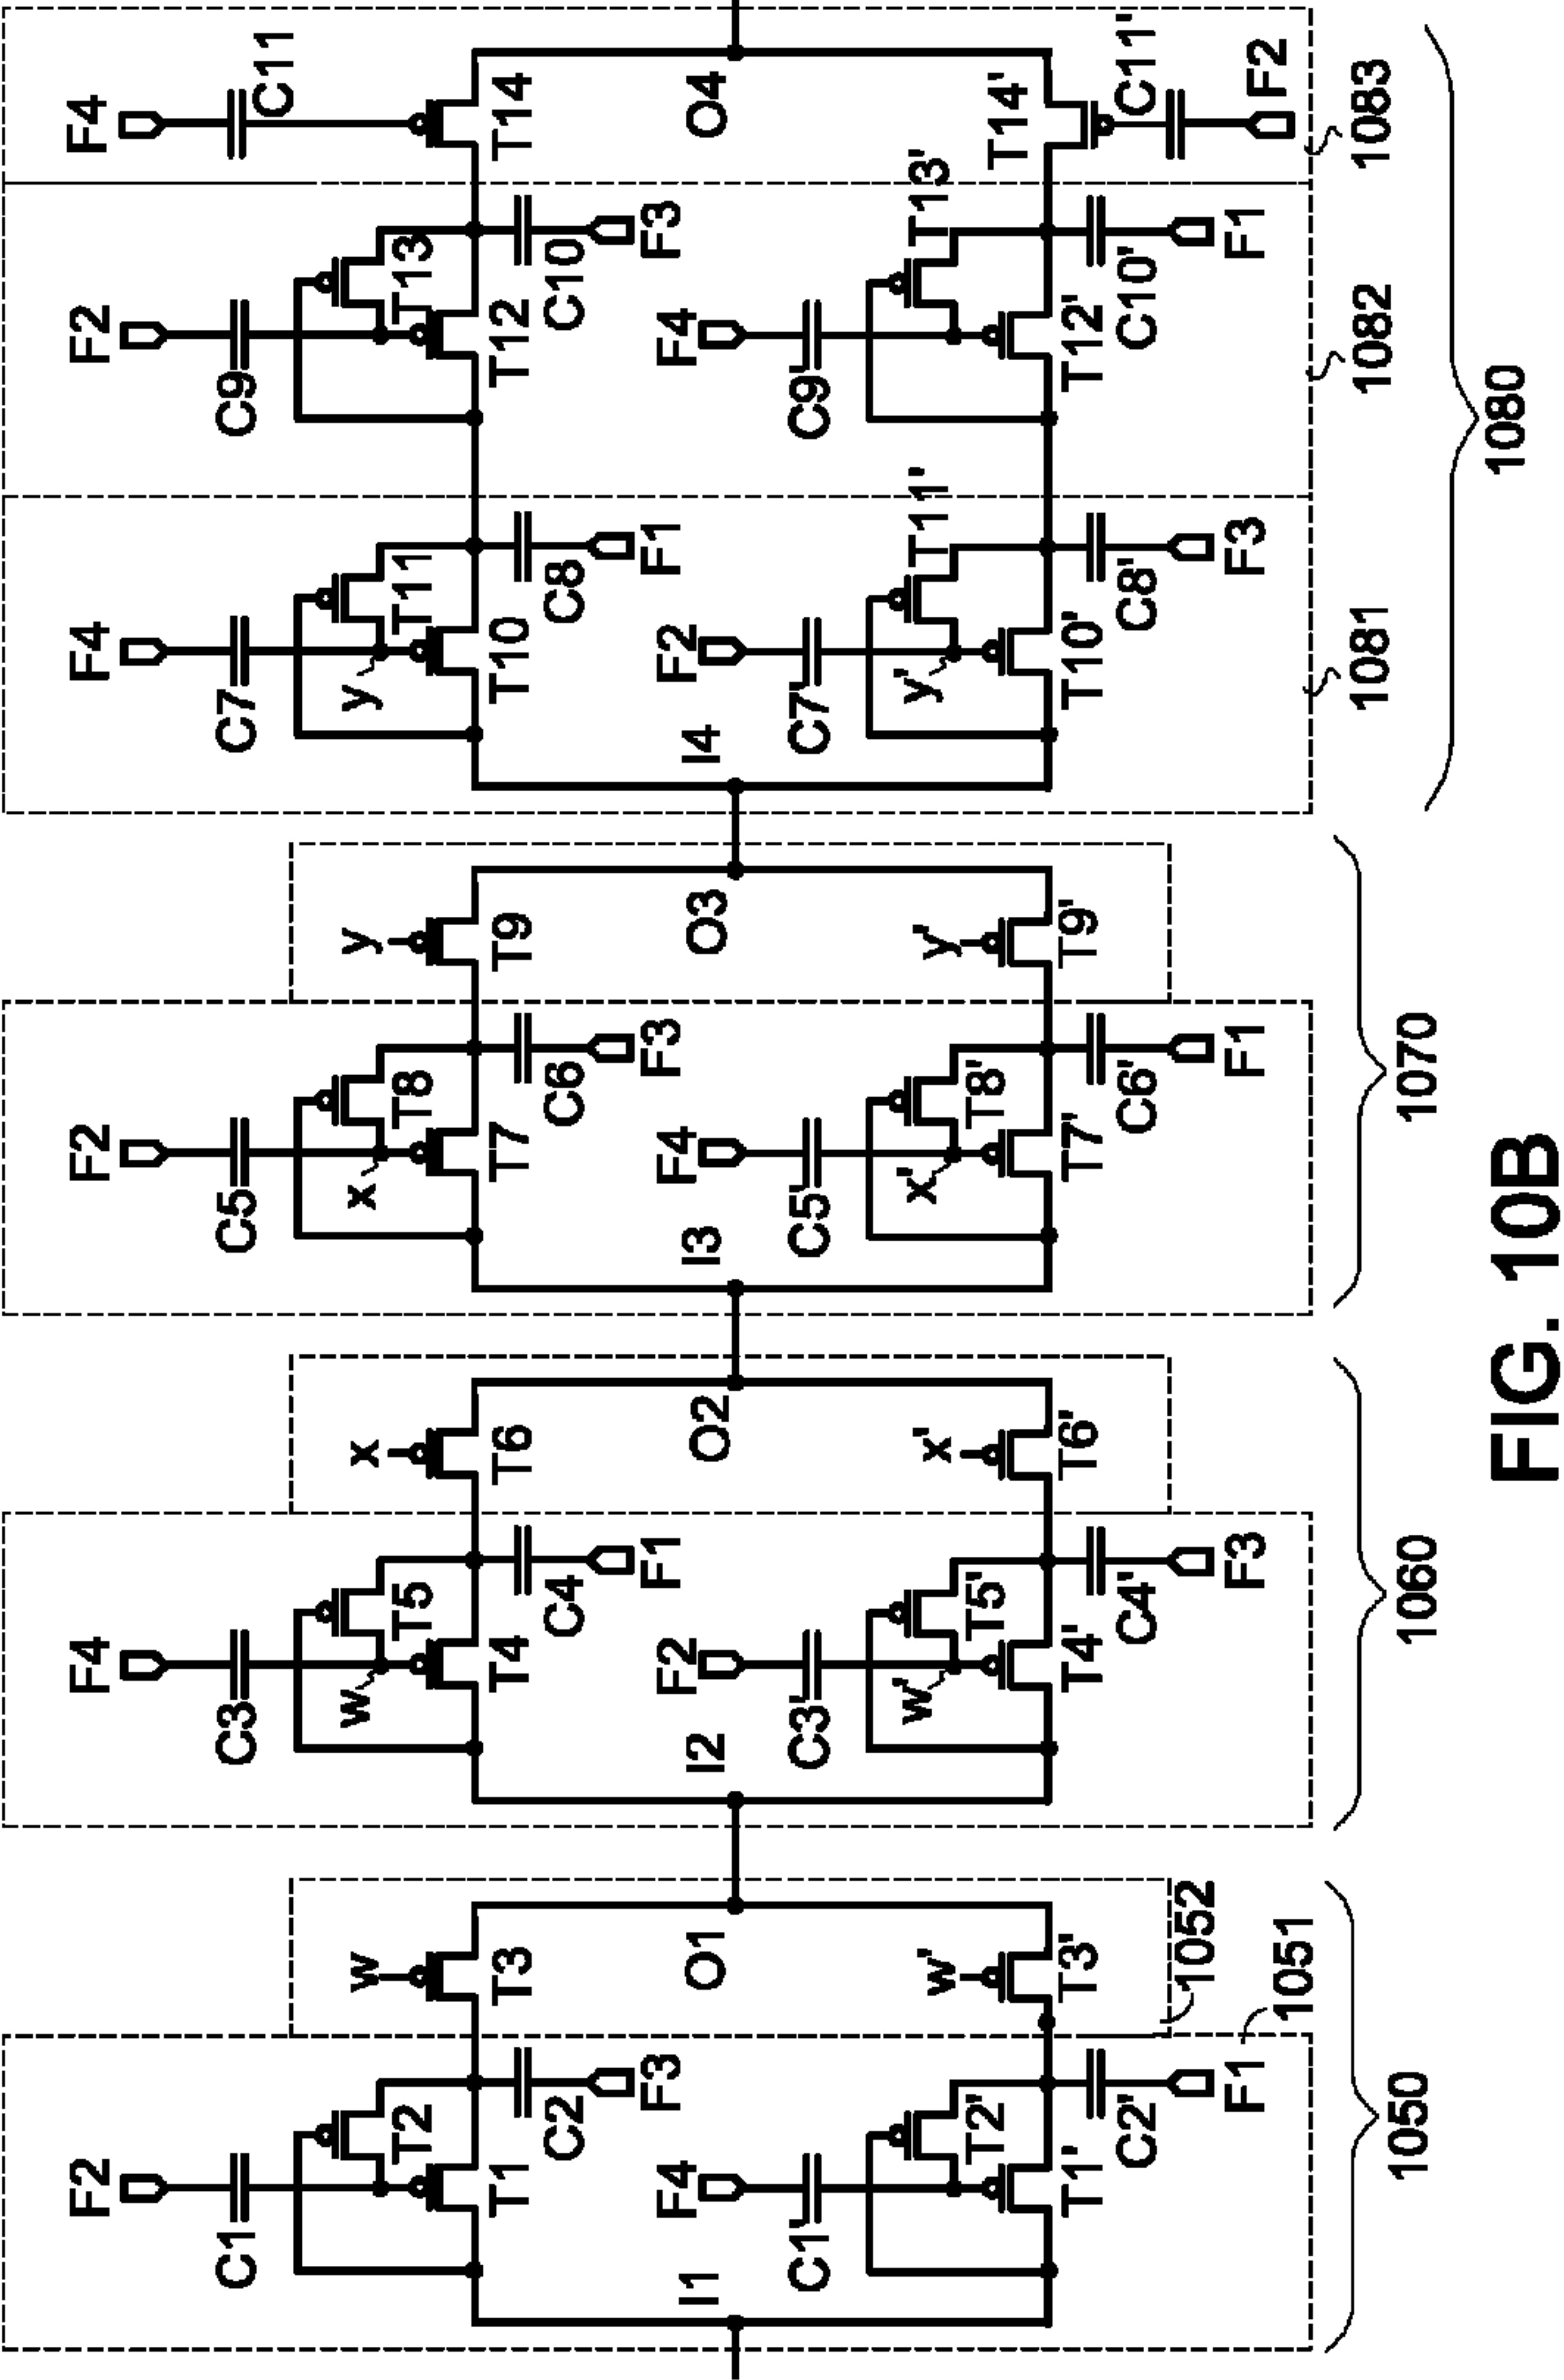 F2 F4 F2 F4 F2 F4
C1 C3 C5 C7 C9 C11
w w x x y y
T2 T5 T8 T11 T13
T1 T3 T4 T6 T7 T9 T10 T12 T14
C2 C4 C6 C8 C10
F3 F1 F3 F1 F3
F4 F2 F4 F2 F4
I1 O1 I2 O2 I3 O3 I4 O4
C1' C3' C5' C7' C9'
w' w' x' x' y' y' T11' T13'
T2' T5' T8' T14'
T1' T3' T4' T6' T7' T9' T10' T12'
C2' C4' C6' C8' C10' C11'
F1 F3 F1 F3 F1 F2
1052
1051 1081 1082 1083
1050 1060 1070 1080
FIG. 10B